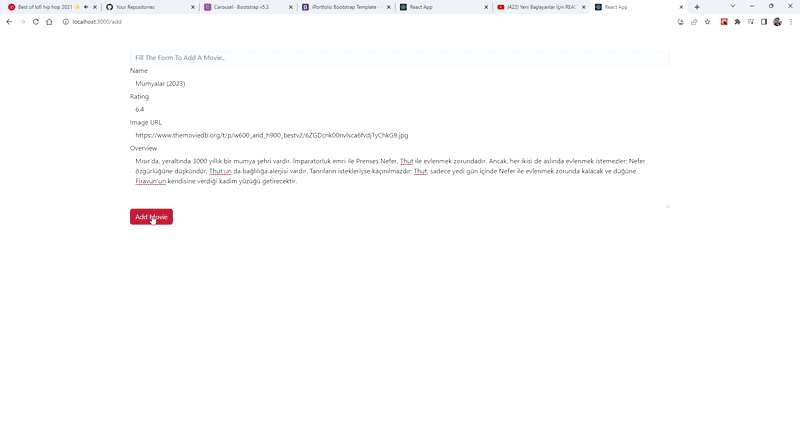 Best of lofi hip hop 2021
Your Repositories
Carousel · Bootstrap v5.3
iPortfolio Bootstrap Template -
React App
(422) Yeni Başlayanlar İçin REAC
React App
localhost:3000/add
Fill The Form To Add A Movie..
Name
Mumyalar (2023)
Rating
6.4
Image URL
https://www.themoviedb.org/t/p/w600_and_h900_bestv2/6ZGDcnk00nvIsca6fvdjTyChkG9.jpg
Overview
Mısır'da, yeraltında 3000 yıllık bir mumya şehri vardır. İmparatorluk emri ile Prenses Nefer, Thut ile evlenmek zorundadır. Ancak, her ikisi de aslında evlenmek istemezler; Nefer
özgürlüğüne düşkündür, Thut'un da bağlılığa alerjisi vardır. Tanrıların istekleriyse kaçınılmazdır; Thut, sadece yedi gün içinde Nefer ile evlenmek zorunda kalacak ve düğüne
Firavun'un kendisine verdiği kadim yüzüğü getirecektir.
Add Movie